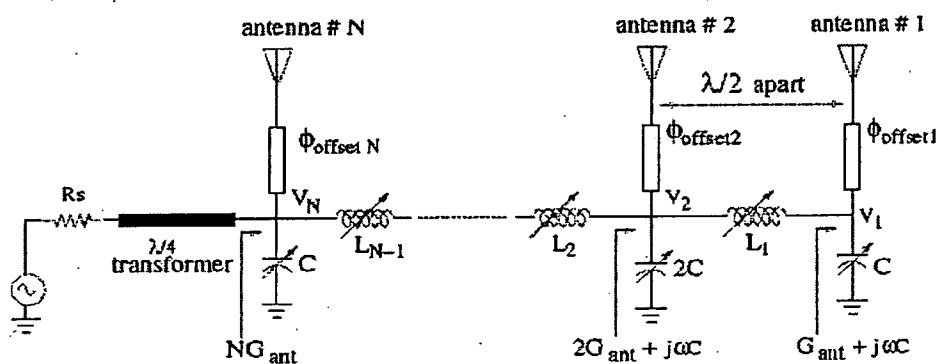 antenna # N
antenna # 2
antenna # 1
λ/2 apart
ϕoffset N
ϕoffset2
ϕoffset1
Rs
VN
V2
V1
LN−1
L2
L1
λ/4
transformer
C
2C
C
NGant
2Gant + jωC
Gant + jωC